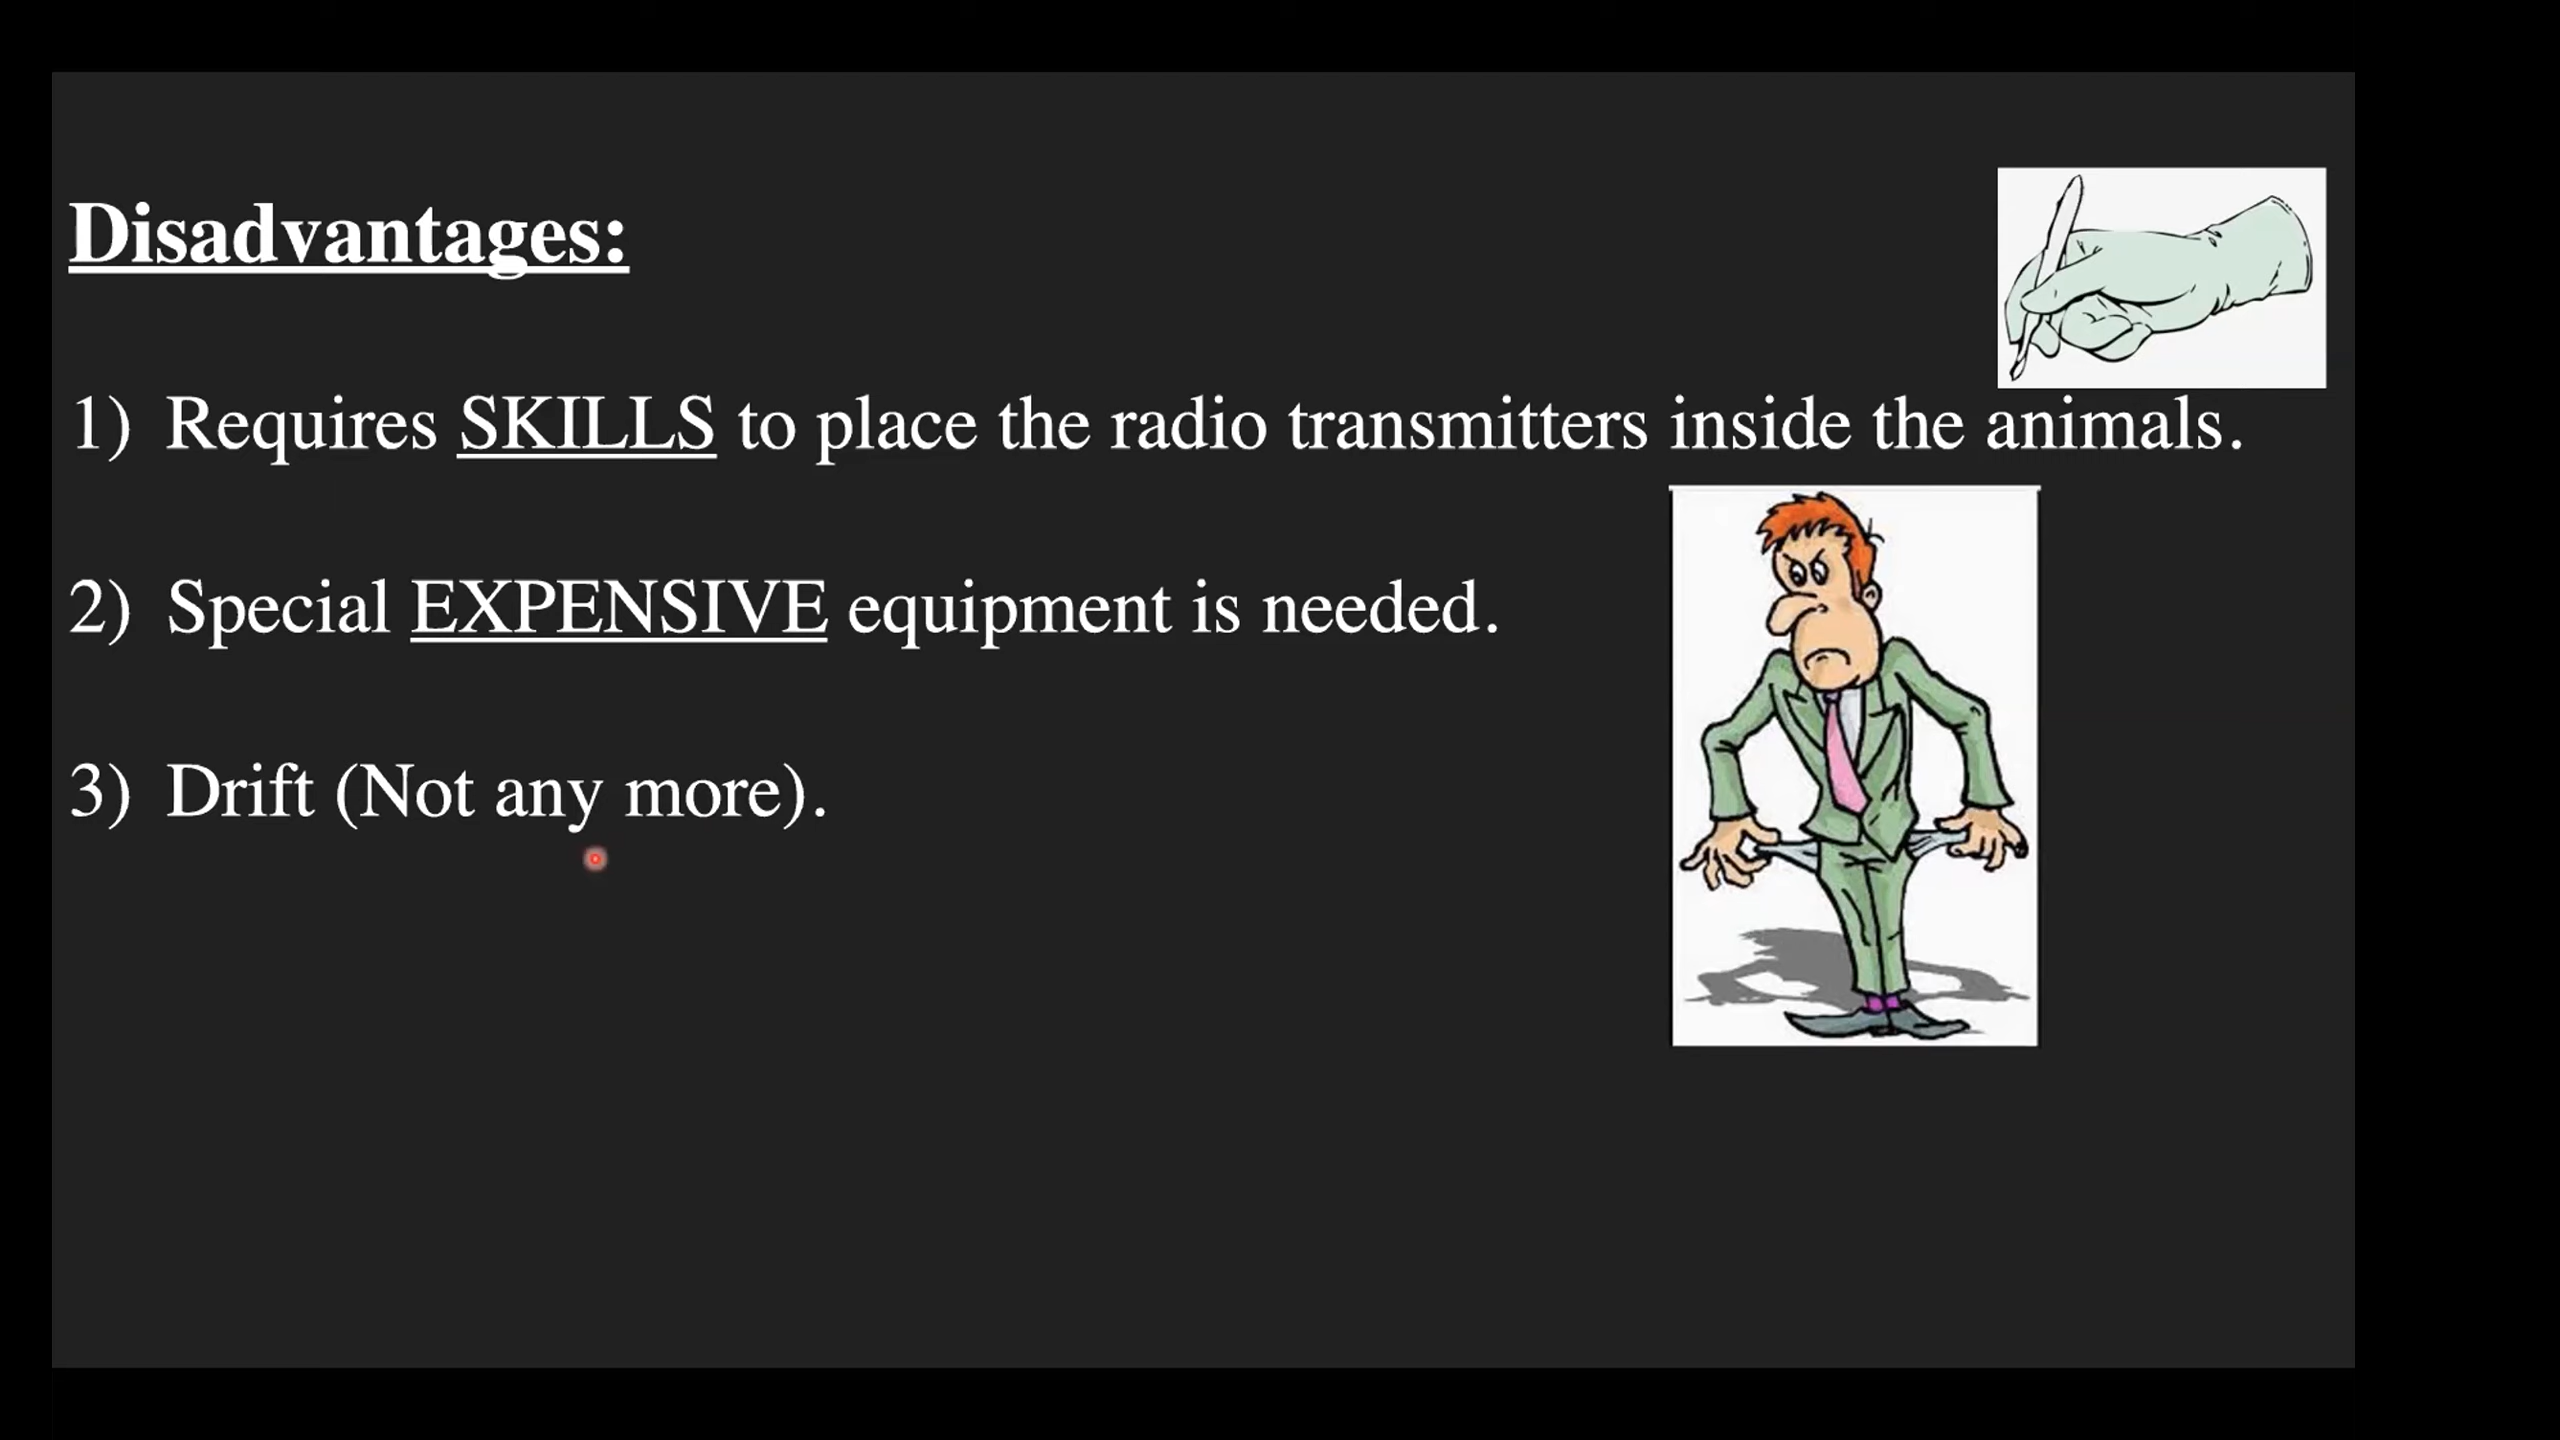 Disadvantages:
1) Requires SKILLS to place the radio transmitters inside the animals.
2) Special EXPENSIVE equipment is needed.
3) Drift (Not any more).